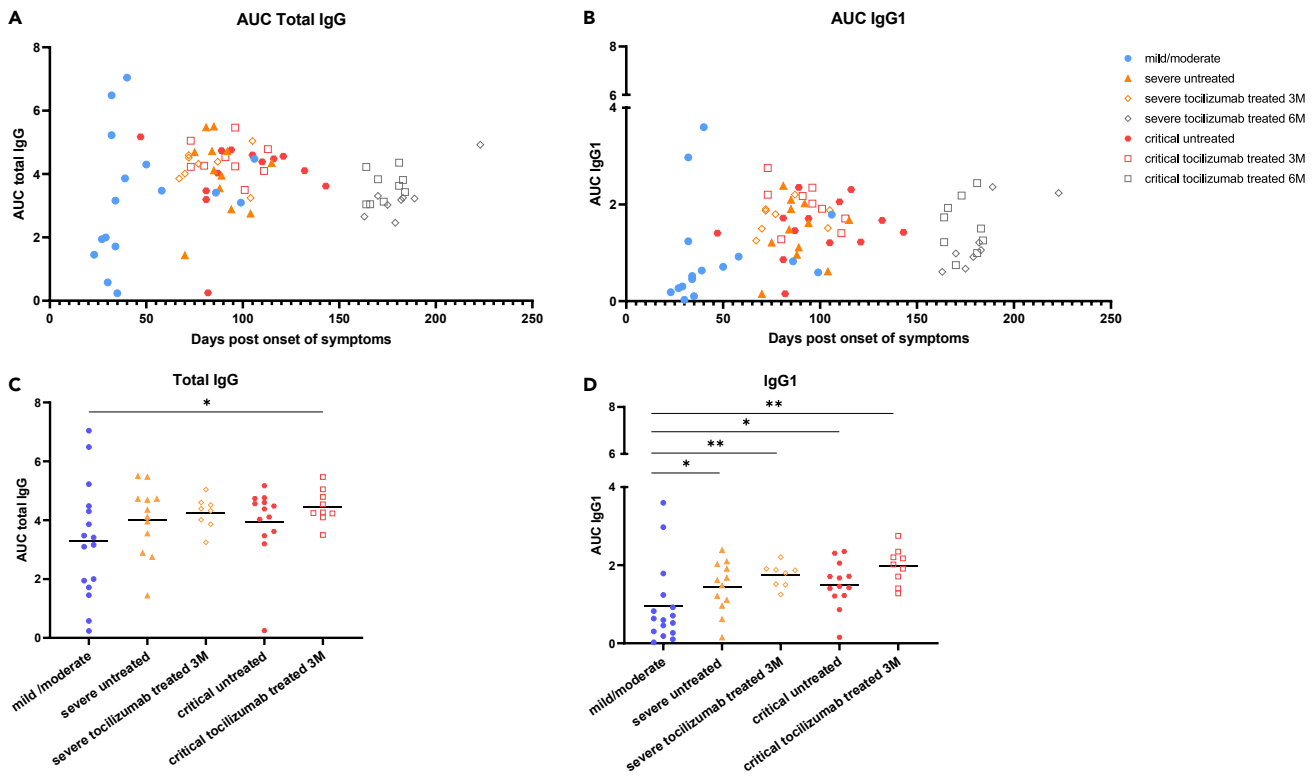 A
AUC Total IgG
8
6
4
2
0
AUC total IgG
0
50
100
150
200
250
Days post onset of symptoms
B
AUC IgG1
8
6
4
2
0
AUC IgG1
0
50
100
150
200
250
Days post onset of symptoms
mild/moderate
severe untreated
severe tocilizumab treated 3M
severe tocilizumab treated 6M
critical untreated
critical tocilizumab treated 3M
critical tocilizumab treated 6M
C
Total IgG
8
6
4
2
0
AUC total IgG
*
mild /moderate
severe untreated
severe tocilizumab treated 3M
critical untreated
critical tocilizumab treated 3M
D
IgG1
8
6
4
2
0
AUC IgG1
**
*
**
*
mild/moderate
severe untreated
severe tocilizumab treated 3M
critical untreated
critical tocilizumab treated 3M